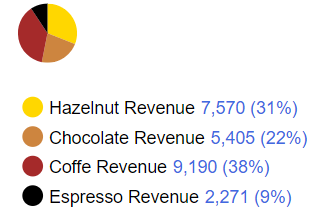 Hazelnut Revenue 7,570 (31%)
Chocolate Revenue 5,405 (22%)
Coffe Revenue 9,190 (38%)
Espresso Revenue 2,271 (9%)